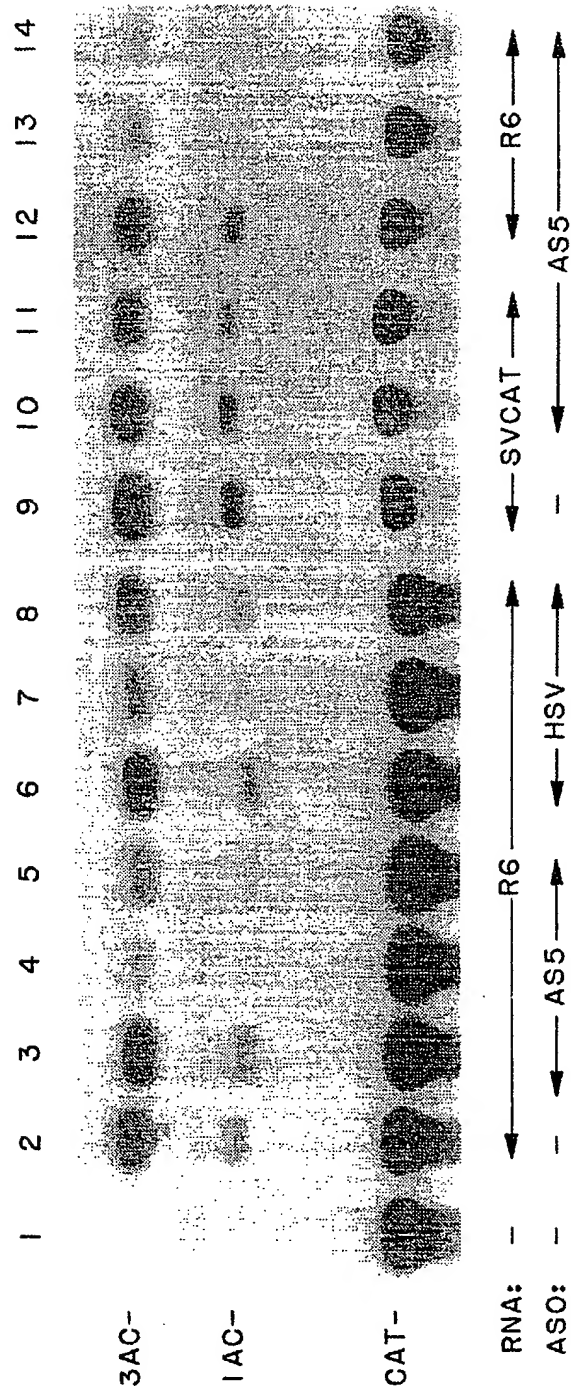 1 2 3 4 5 6 7 8 9 10 11 12 13 14
3AC-
1AC-
CAT-
RNA: - R6 SVCAT R6
ASO: - - AS5 HSV - AS5